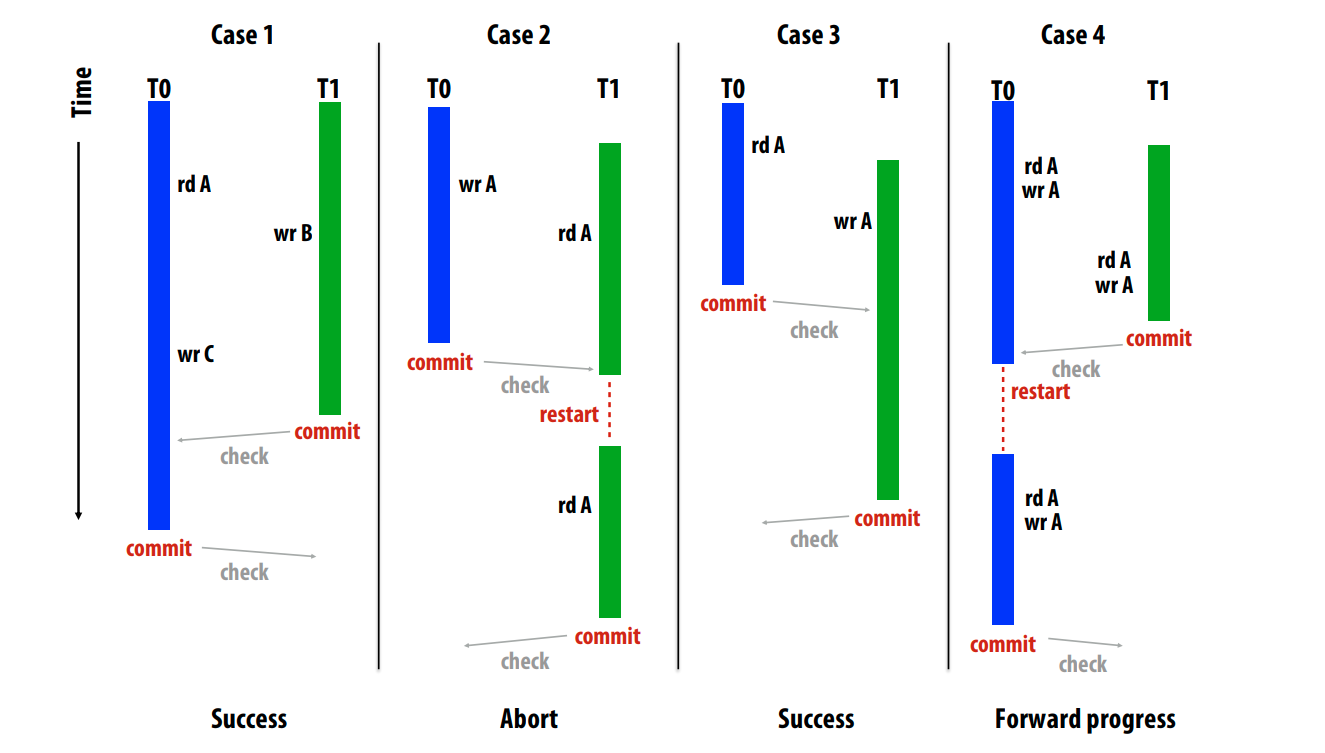 Case 1
Case 2
Case 3
Case 4
Time
T0
T1
rd A
wr B
wr C
commit
check
commit
check
Success
T0
T1
wr A
rd A
commit
check
restart
rd A
commit
check
Abort
T0
T1
rd A
wr A
commit
check
commit
check
Success
T0
T1
rd A
wr A
rd A
wr A
commit
check
restart
rd A
wr A
commit
check
Forward progress